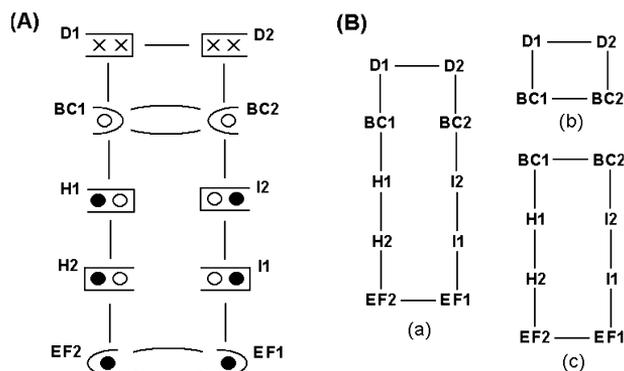 (A)
D1 D2
BC1 BC2
H1 I2
H2 I1
EF2 EF1
(B)
D1 D2
BC1 BC2
H1 I2
H2 I1
EF2 EF1
(a)
D1 D2
BC1 BC2
(b)
BC1 BC2
H1 I2
H2 I1
EF2 EF1
(c)